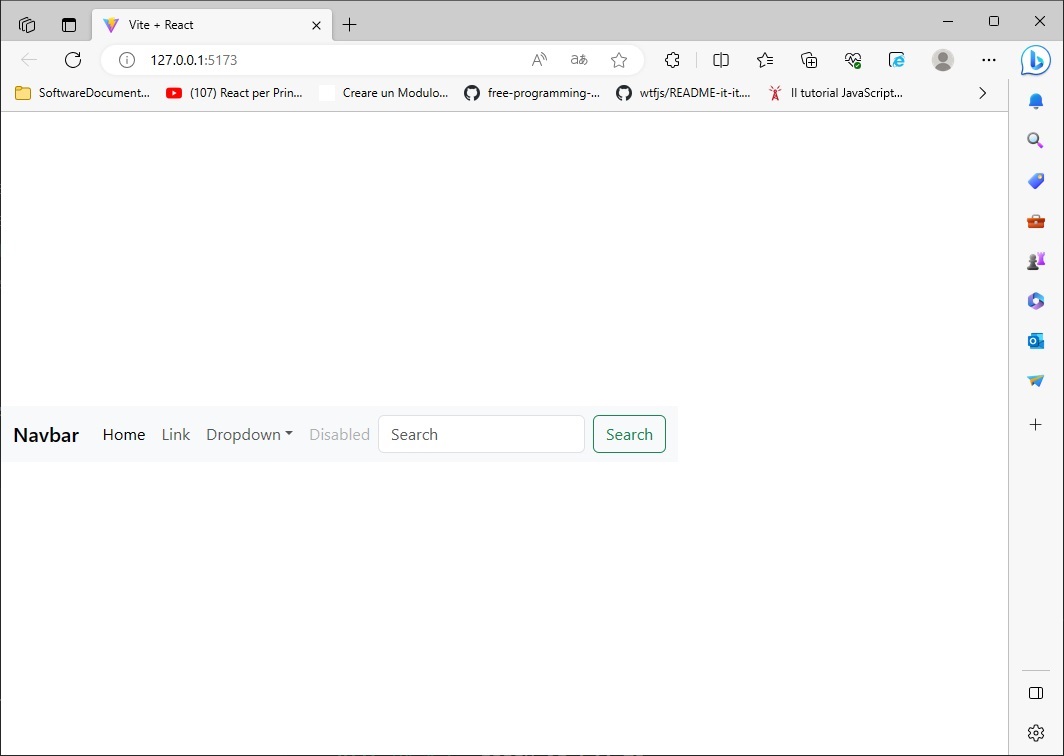 Vite + React
127.0.0.1:5173
SoftwareDocument... (107) React per Prin... Creare un Modulo... free-programming-... wtfjs/README-it-it.... Il tutorial JavaScript...
Navbar Home Link Dropdown Disabled Search Search